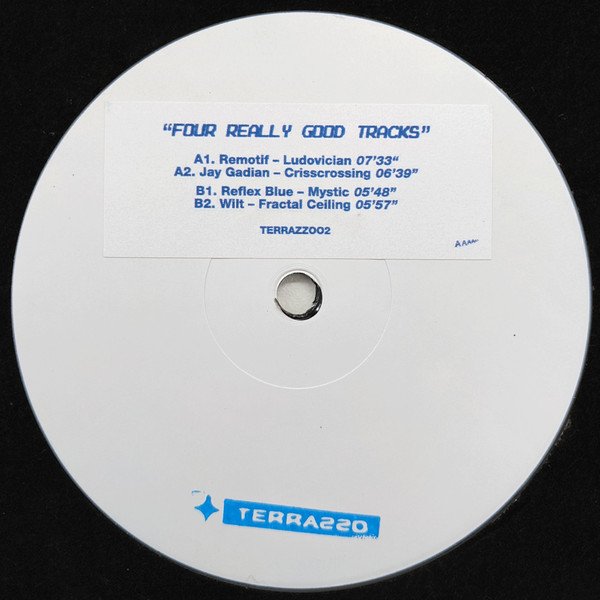 “FOUR REALLY GOOD TRACKS”
A1. Remotif – Ludovician 07’33“
A2. Jay Gadian – Crisscrossing 06’39”
B1. Reflex Blue – Mystic 05’48”
B2. Wilt – Fractal Ceiling 05’57”
TERRAZZO02
TERRAZZO